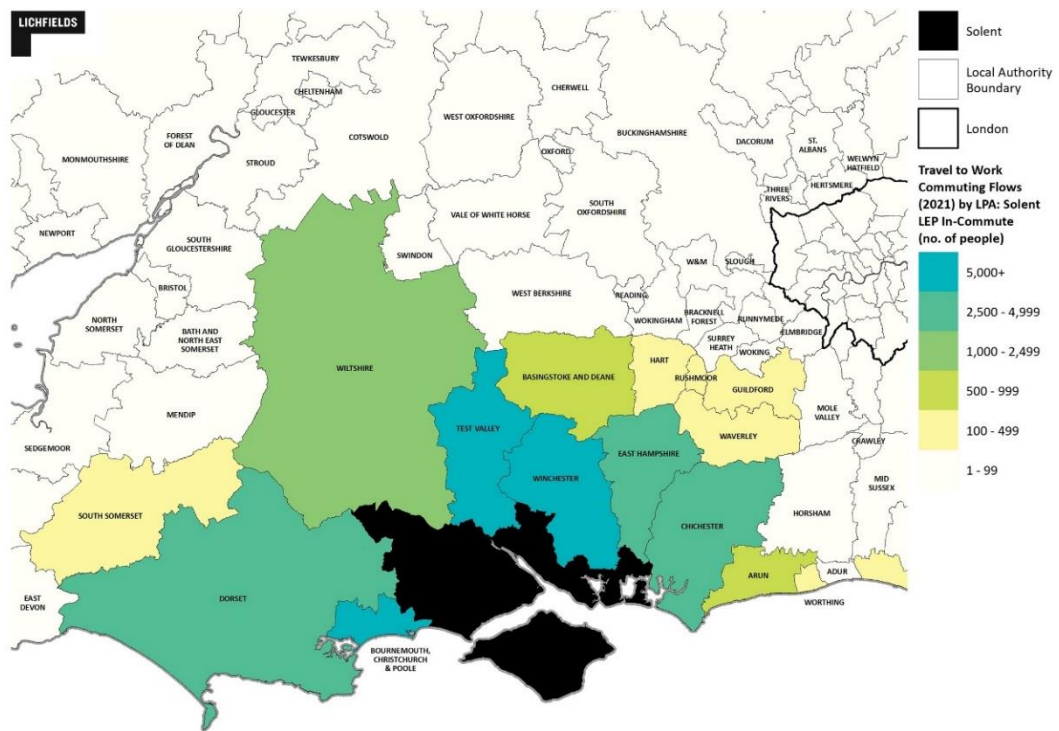 LICHFIELDS
TEWKESBURY
CHELTENHAM
GLOUCESTER
FOREST
OF DEAN
MONMOUTHSHIRE
STROUD
COTSWOLD
WEST OXFORDSHIRE
CHERWELL
OXFORD
BUCKINGHAMSHIRE
DACORUM
ST.
ALBANS
WELWYN
HATFIELD
THREE
RIVERS
HERTSMERE
NEWPORT
SOUTH
GLOUCESTERSHIRE
VALE OF WHITE HORSE
SOUTH
OXFORDSHIRE
SWINDON
BRISTOL
NORTH
SOMERSET
BATH AND
NORTH EAST
SOMERSET
WEST BERKSHIRE
READING
W&M
SLOUGH
WOKINGHAM
BRACKNELL
FOREST
RUNNYMEDE
ELMBRIDGE
SURREY
HEATH
WOKING
WILTSHIRE
BASINGSTOKE AND DEANE
HART
RUSHMOOR
GUILDFORD
MENDIP
SEDGEMOOR
TEST VALLEY
WINCHESTER
EAST HAMPSHIRE
WAVERLEY
MOLE
VALLEY
CRAWLEY
MID
SUSSEX
HORSHAM
SOUTH SOMERSET
CHICHESTER
EAST
DEVON
DORSET
ARUN
ADUR
WORTHING
BOURNEMOUTH,
CHRISTCHURCH
& POOLE
Solent
Local Authority
Boundary
London
Travel to Work
Commuting Flows
(2021) by LPA: Solent
LEP In-Commute
(no. of people)
5,000+
2,500 - 4,999
1,000 - 2,499
500 - 999
100 - 499
1 - 99